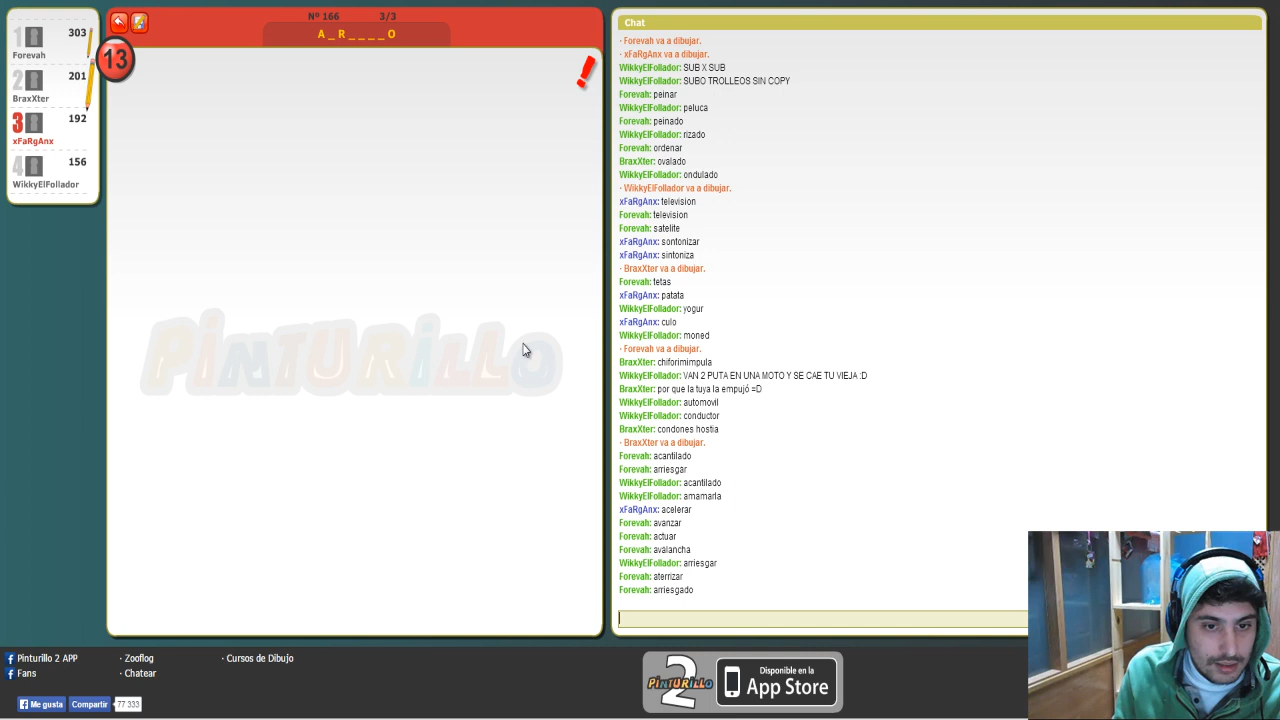 Nº 166 3/3
A _ R _ _ _ _ O
1 303
Forevah
13
2 201
BraxXter
3 192
xFaRgAnx
4 156
WikkyElFollador
!
PINTURILLO
Chat
· Forevah va a dibujar.
· xFaRgAnx va a dibujar.
WikkyElFollador: SUB X SUB
WikkyElFollador: SUBO TROLLEOS SIN COPY
Forevah: peinar
WikkyElFollador: peluca
Forevah: peinado
WikkyElFollador: rizado
Forevah: ordenar
BraxXter: ovalado
WikkyElFollador: ondulado
· WikkyElFollador va a dibujar.
xFaRgAnx: television
Forevah: television
Forevah: satelite
xFaRgAnx: sontonizar
xFaRgAnx: sintoniza
· BraxXter va a dibujar.
Forevah: tetas
xFaRgAnx: patata
WikkyElFollador: yogur
xFaRgAnx: culo
WikkyElFollador: moned
· Forevah va a dibujar.
BraxXter: chiforimimpula
WikkyElFollador: VAN 2 PUTA EN UNA MOTO Y SE CAE TU VIEJA :D
BraxXter: por que la tuya la empujó =D
WikkyElFollador: automovil
WikkyElFollador: conductor
BraxXter: condones hostia
· BraxXter va a dibujar.
Forevah: acantilado
Forevah: arriesgar
WikkyElFollador: acantilado
WikkyElFollador: amamarla
xFaRgAnx: acelerar
Forevah: avanzar
Forevah: actuar
Forevah: avalancha
WikkyElFollador: arriesgar
Forevah: aterrizar
Forevah: arriesgado
Pinturillo 2 APP · Zooflog · Cursos de Dibujo
Fans · Chatear
Me gusta Compartir 77 333
PINTURILLO 2
Disponible en la
App Store